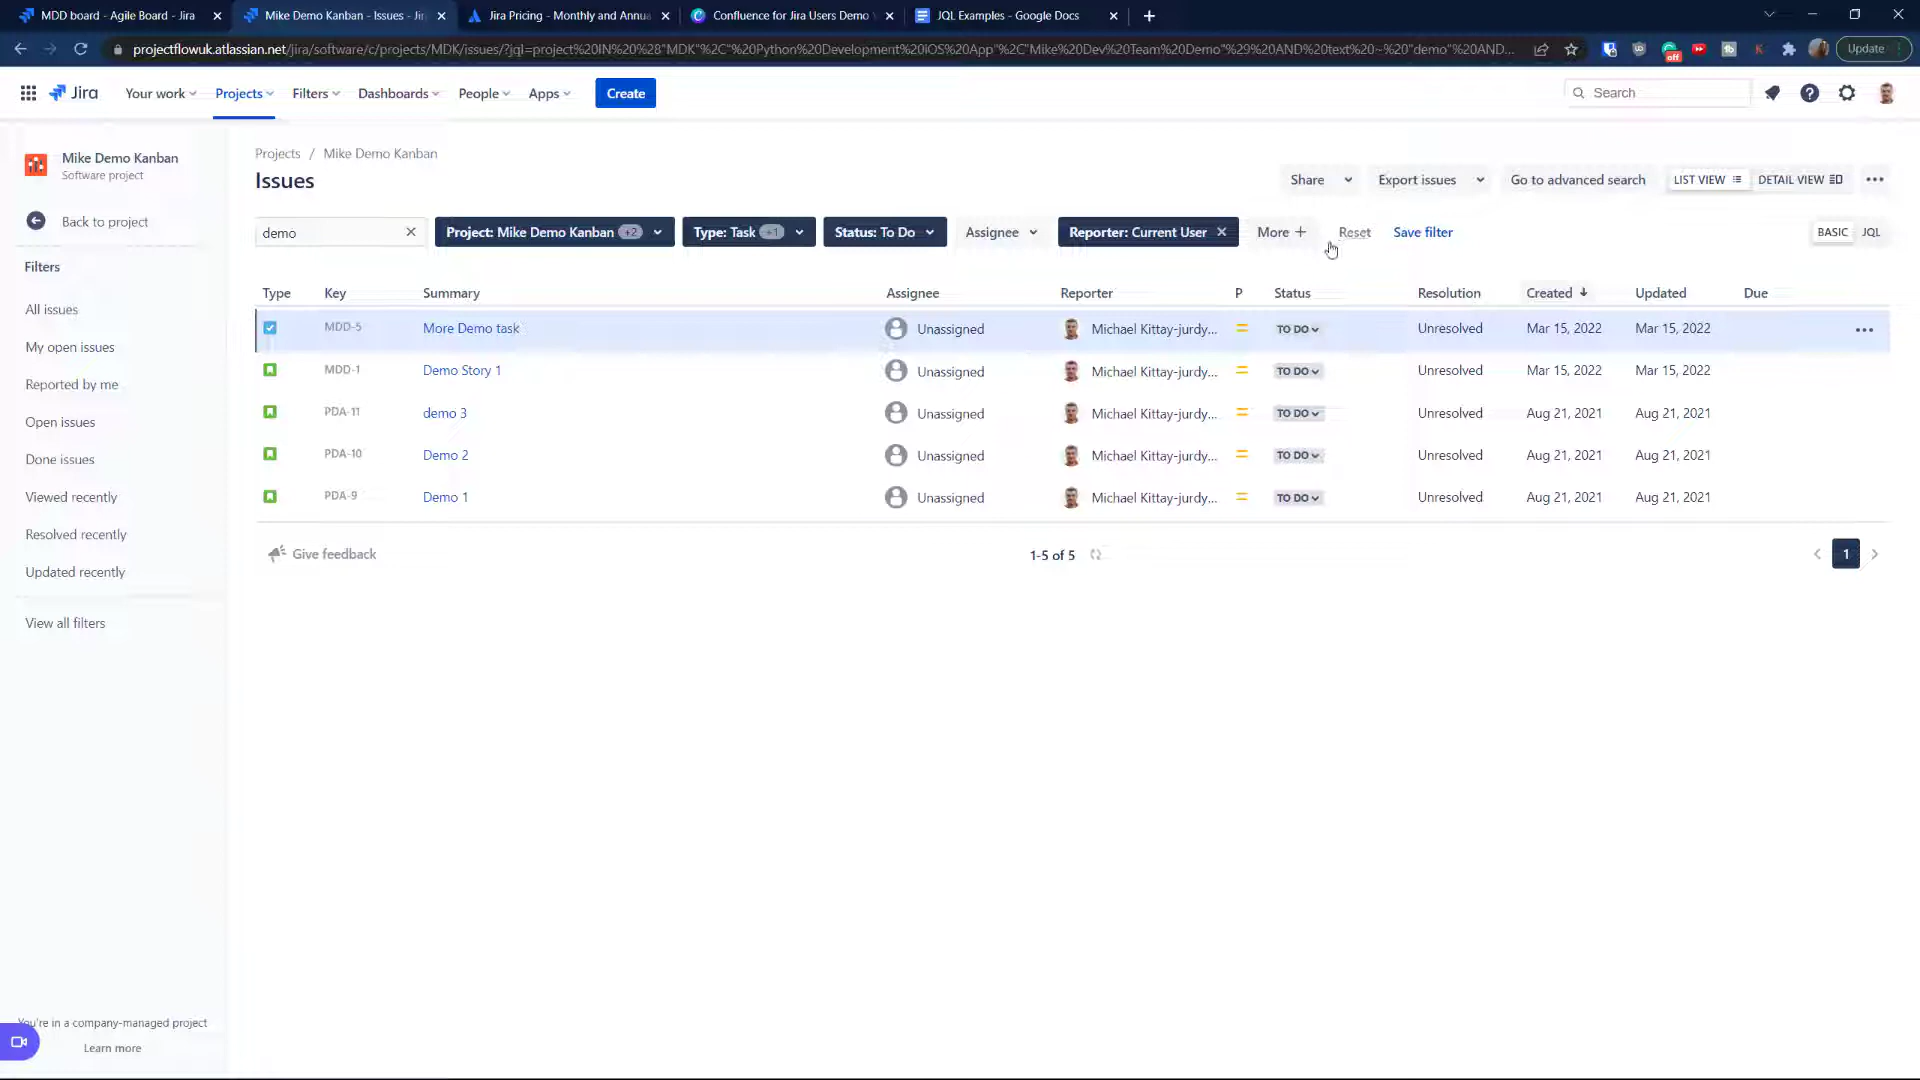 MDD board - Agile Board - Jira
Mike Demo Kanban - Issues - Jir
Jira Pricing - Monthly and Annua
Confluence for Jira Users Demo
JQL Examples - Google Docs
projectflowuk.atlassian.net/jira/software/c/projects/MDK/issues/?jql=project%20IN%20%28"MDK"%2C"%20Python%20Development%20iOS%20App"%2C"Mike%20Dev%20Team%20Demo"%29%20AND%20text%20~%20"demo"%20AND...
off
Update
Jira
Your work
Projects
Filters
Dashboards
People
Apps
Create
Search
Mike Demo Kanban
Software project
Back to project
Filters
All issues
My open issues
Reported by me
Open issues
Done issues
Viewed recently
Resolved recently
Updated recently
View all filters
You're in a company-managed project
Learn more
Projects / Mike Demo Kanban
Issues
Share
Export issues
Go to advanced search
LIST VIEW
DETAIL VIEW
demo
Project: Mike Demo Kanban +2
Type: Task +1
Status: To Do
Assignee
Reporter: Current User
More +
Reset
Save filter
BASIC
JQL
Type Key Summary Assignee Reporter P Status Resolution Created Updated Due
MDD-5 More Demo task Unassigned Michael Kittay-jurdy... TO DO Unresolved Mar 15, 2022 Mar 15, 2022
MDD-1 Demo Story 1 Unassigned Michael Kittay-jurdy... TO DO Unresolved Mar 15, 2022 Mar 15, 2022
PDA-11 demo 3 Unassigned Michael Kittay-jurdy... TO DO Unresolved Aug 21, 2021 Aug 21, 2021
PDA-10 Demo 2 Unassigned Michael Kittay-jurdy... TO DO Unresolved Aug 21, 2021 Aug 21, 2021
PDA-9 Demo 1 Unassigned Michael Kittay-jurdy... TO DO Unresolved Aug 21, 2021 Aug 21, 2021
Give feedback
1-5 of 5
1